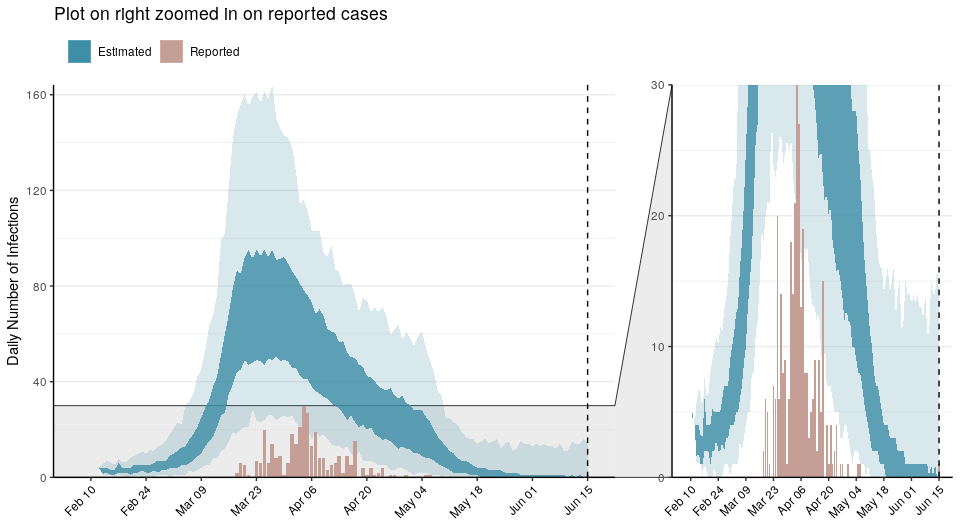 Plot on right zoomed in on reported cases
Estimated Reported
Daily Number of Infections
160
120
80
40
0
Feb 10 Feb 24 Mar 09 Mar 23 Apr 06 Apr 20 May 04 May 18 Jun 01 Jun 15
30
20
10
0
Feb 10 Feb 24 Mar 09 Mar 23 Apr 06 Apr 20 May 04 May 18 Jun 01 Jun 15